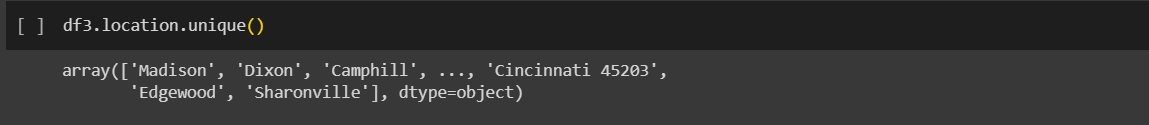 [ ] df3.location.unique()
array(['Madison', 'Dixon', 'Camphill', ..., 'Cincinnati 45203',
'Edgewood', 'Sharonville'], dtype=object)